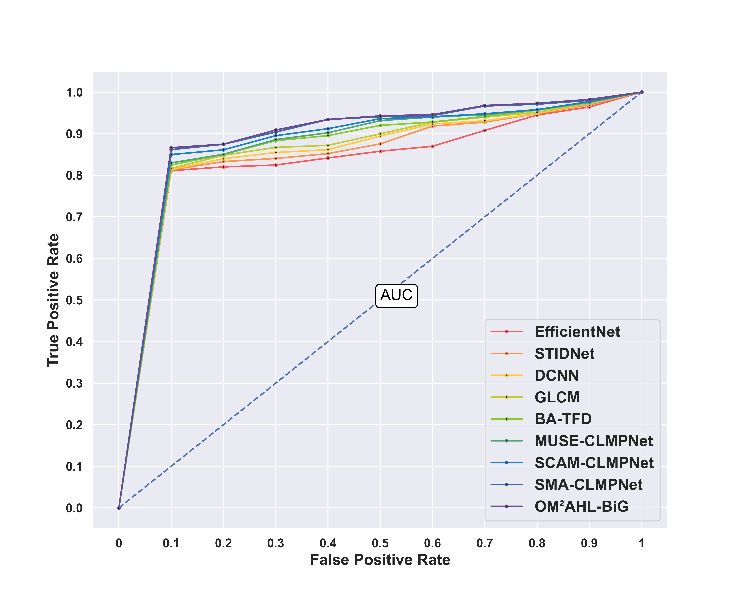 1.0
0.9
0.8
0.7
0.6
0.5
0.4
0.3
0.2
0.1
0.0
True Positive Rate
AUC
EfficientNet
STIDNet
DCNN
GLCM
BA-TFD
MUSE-CLMPNet
SCAM-CLMPNet
SMA-CLMPNet
OM²AHL-BiG
0 0.1 0.2 0.3 0.4 0.5 0.6 0.7 0.8 0.9 1
False Positive Rate